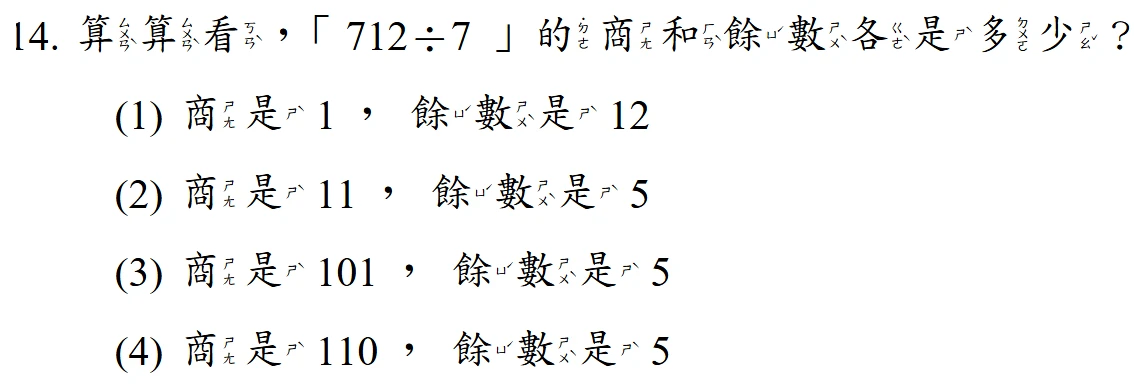 14. 算算看，「 712÷7 」的商和餘數各是多少？
(1) 商是 1 ， 餘數是 12
(2) 商是 11 ， 餘數是 5
(3) 商是 101 ， 餘數是 5
(4) 商是 110 ， 餘數是 5